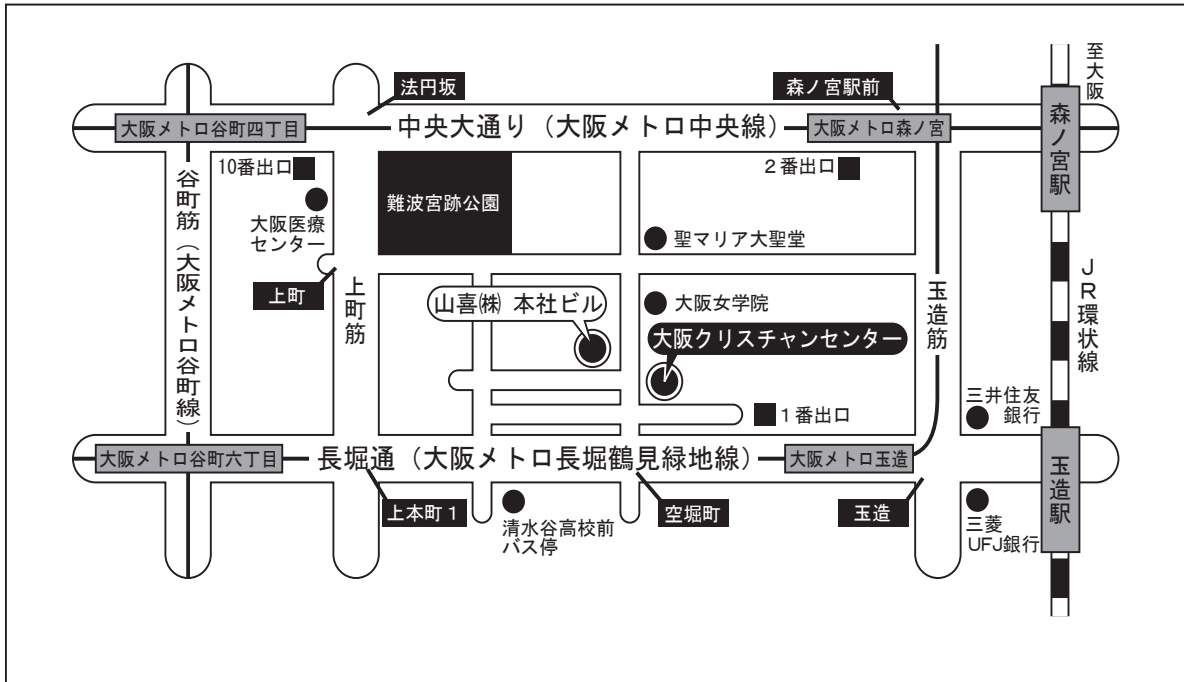 至大阪
法円坂
森ノ宮駅前
大阪メトロ谷町四丁目
中央大通り（大阪メトロ中央線）
大阪メトロ森ノ宮
森ノ宮駅
10番出口
2番出口
谷町筋（大阪メトロ谷町線）
大阪医療
センター
難波宮跡公園
聖マリア大聖堂
上町
上町筋
山喜㈱ 本社ビル
大阪女学院
大阪クリスチャンセンター
玉造筋
JR環状線
1番出口
三井住友
銀行
大阪メトロ谷町六丁目
長堀通（大阪メトロ長堀鶴見緑地線）
大阪メトロ玉造
玉造駅
上本町1
清水谷高校前
バス停
空堀町
玉造
三菱
UFJ銀行